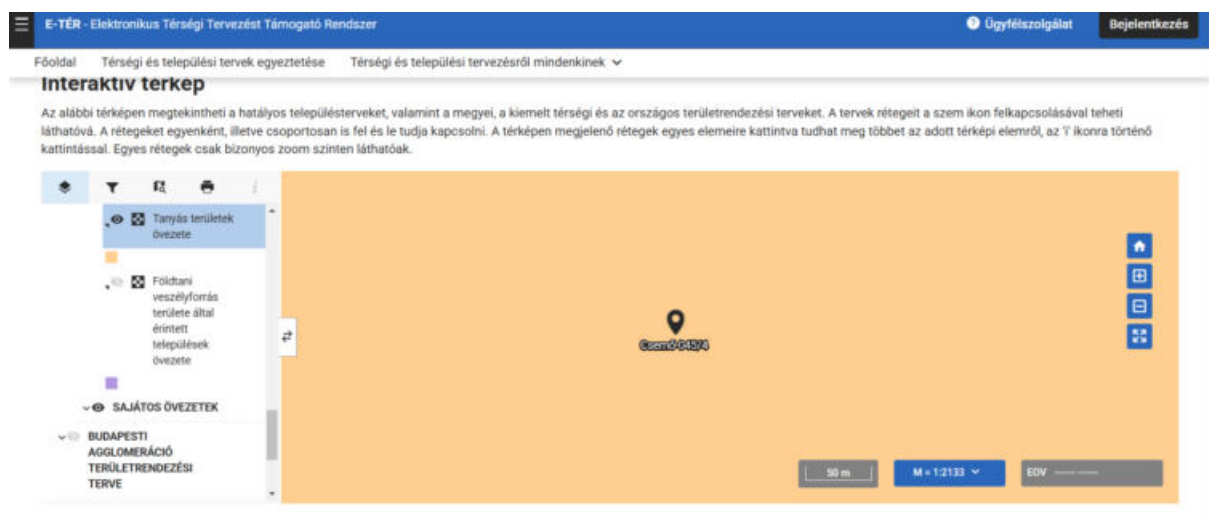 E-TÉR - Elektronikus Térségi Tervezést Támogató Rendszer
Ügyfélszolgálat
Bejelentkezés
Főoldal
Térségi és települési tervek egyeztetése
Térségi és települési tervezésről mindenkinek
Interaktív térkép
Az alábbi térképen megtekintheti a hatályos településterveket, valamint a megyei, a kiemelt térségi és az országos területrendezési terveket. A tervek rétegeit a szem ikon felkapcsolásával teheti
láthatóvá. A rétegeket egyenként, illetve csoportosan is fel és le tudja kapcsolni. A térképen megjelenő rétegek egyes elemeire kattintva tudhat meg többet az adott térképi elemről, az 'i' ikonra történő
kattintással. Egyes rétegek csak bizonyos zoom szinten láthatóak.
Tanyás területek
övezete
Földtani
veszélyforrás
területe által
érintett
települések
övezete
SAJÁTOS ÖVEZETEK
BUDAPESTI
AGGLOMERÁCIÓ
TERÜLETRENDEZÉSI
TERVE
Csemő 045/4
50 m
M = 1:2133
EOV